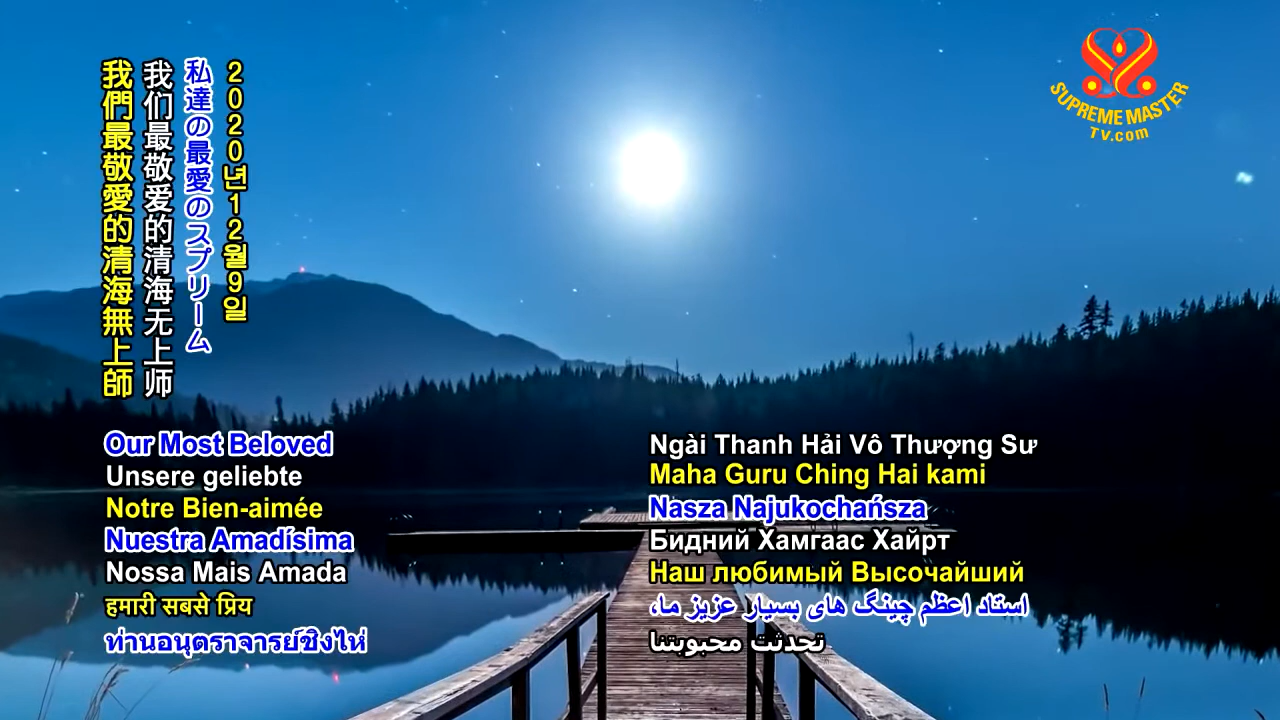 我們最敬愛的清海無上師
我们最敬爱的清海无上师
私達の最愛のスプリーム
2020년12월9일
SUPREME MASTER
TV.com
Our Most Beloved
Unsere geliebte
Notre Bien-aimée
Nuestra Amadísima
Nossa Mais Amada
हमारी सबसे प्रिय
ท่านอนุตราจารย์ชิงไห่
Ngài Thanh Hải Vô Thượng Sư
Maha Guru Ching Hai kami
Nasza Najukochańsza
Бидний Хамгаас Хайрт
Наш любимый Высочайший
استاد اعظم چینگ های بسیار عزیز ما،
تحدثت محبوبتنا